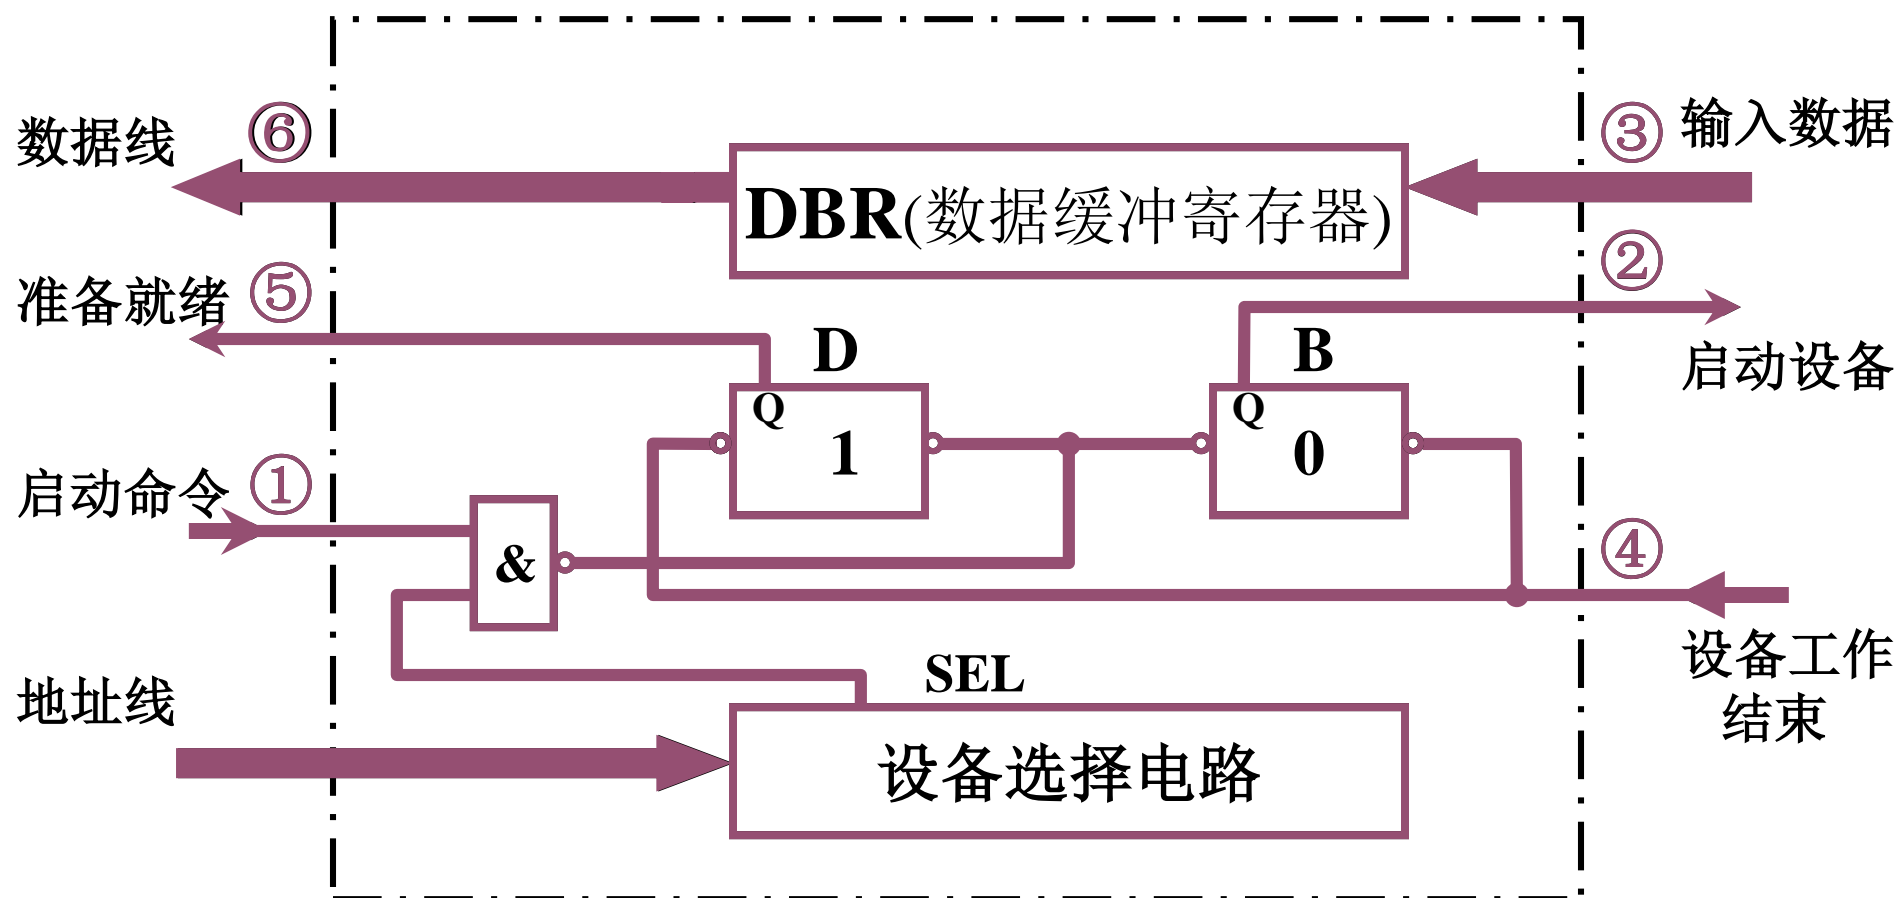 数据线
⑥
③
输入数据
DBR(数据缓冲寄存器)
准备就绪
⑤
②
启动设备
D
B
Q
1
Q
0
启动命令
①
&
④
设备工作
结束
SEL
地址线
设备选择电路